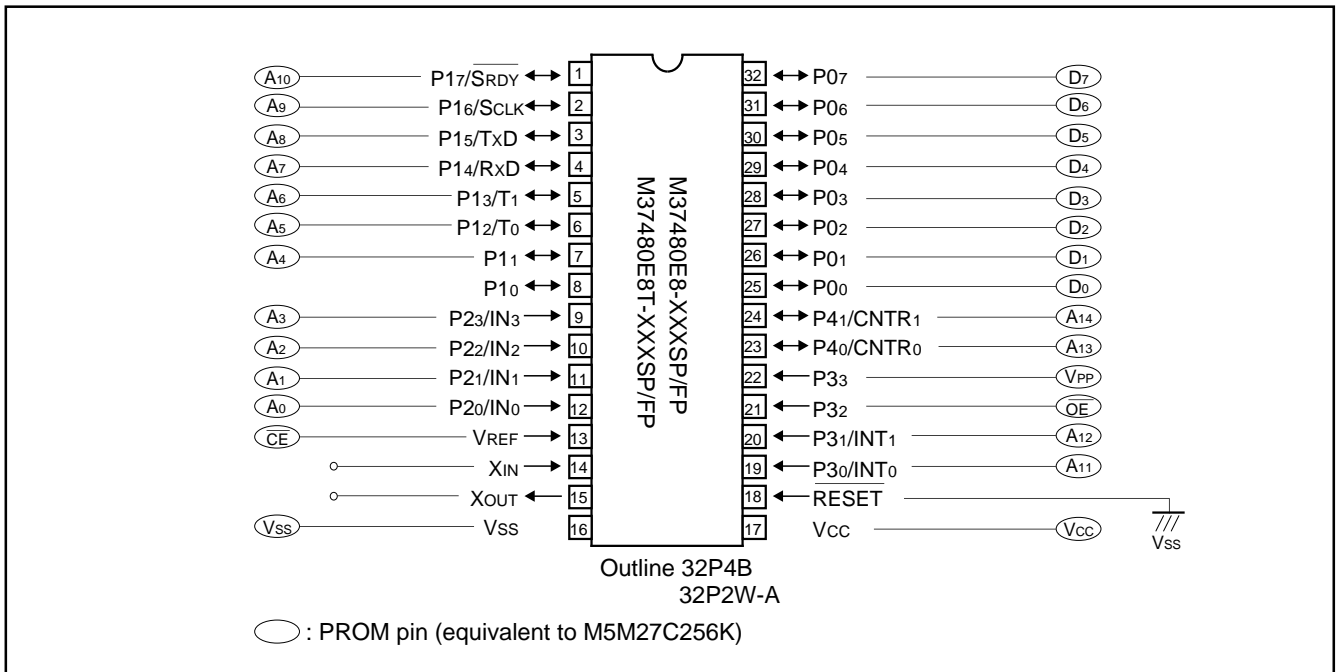 A10 P17/SRDY 1 32 P07 D7
A9 P16/SCLK 2 31 P06 D6
A8 P15/TXD 3 30 P05 D5
A7 P14/RXD 4 29 P04 D4
A6 P13/T1 5 28 P03 D3
A5 P12/T0 6 27 P02 D2
A4 P11 7 26 P01 D1
P10 8 25 P00 D0
A3 P23/IN3 9 24 P41/CNTR1 A14
A2 P22/IN2 10 23 P40/CNTR0 A13
A1 P21/IN1 11 22 P33 VPP
A0 P20/IN0 12 21 P32 OE
CE VREF 13 20 P31/INT1 A12
XIN 14 19 P30/INT0 A11
XOUT 15 18 RESET
VSS VSS 16 17 VCC VCC
VSS
M37480E8-XXXSP/FP
M37480E8T-XXXSP/FP
Outline 32P4B
32P2W-A
: PROM pin (equivalent to M5M27C256K)